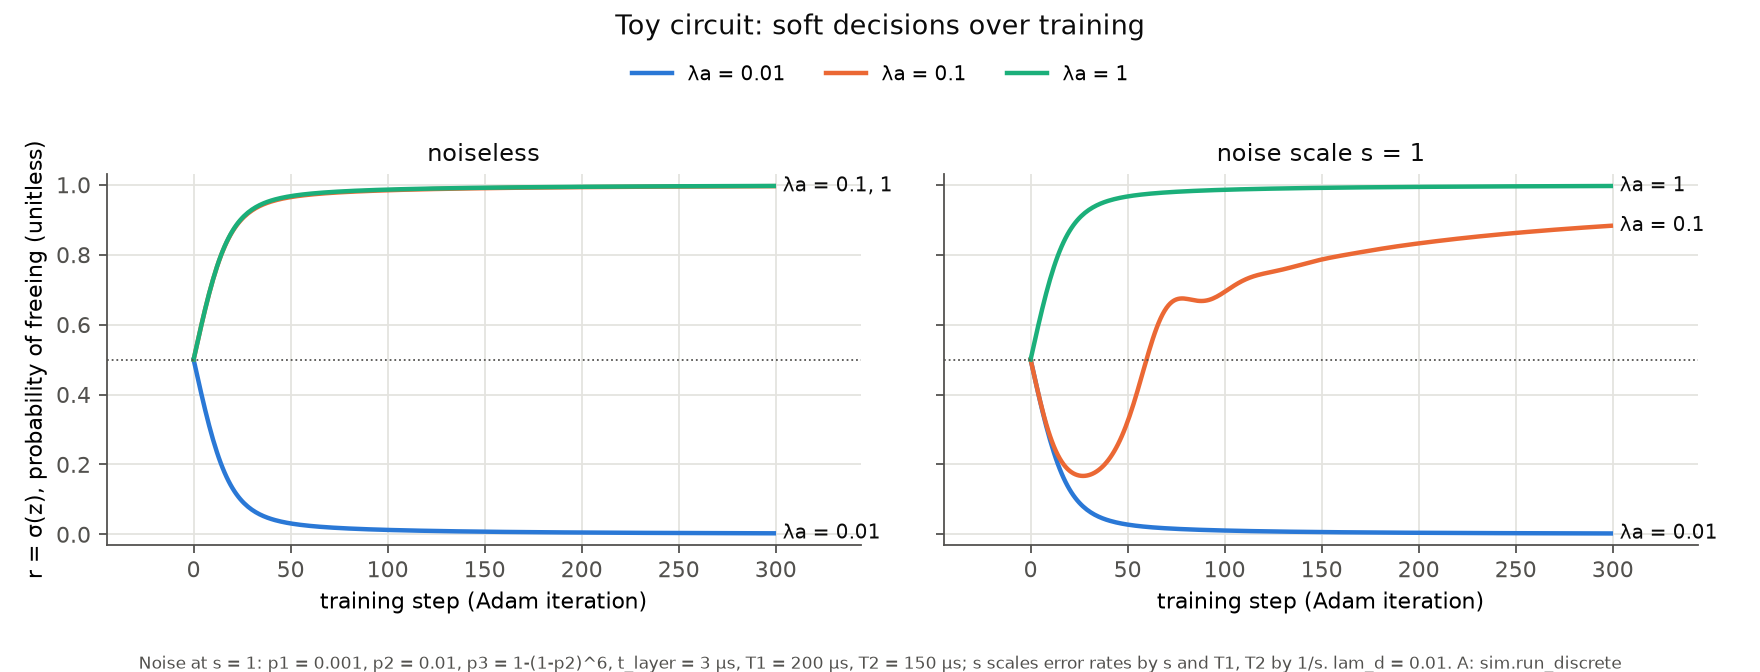 Toy circuit: soft decisions over training
λa = 0.01 λa = 0.1 λa = 1
noiseless
r = σ(z), probability of freeing (unitless)
1.0
0.8
0.6
0.4
0.2
0.0
λa = 0.1, 1
λa = 0.01
0 50 100 150 200 250 300
training step (Adam iteration)
noise scale s = 1
λa = 1
λa = 0.1
λa = 0.01
0 50 100 150 200 250 300
training step (Adam iteration)
Noise at s = 1: p1 = 0.001, p2 = 0.01, p3 = 1-(1-p2)^6, t_layer = 3 µs, T1 = 200 µs, T2 = 150 µs; s scales error rates by s and T1, T2 by 1/s. lam_d = 0.01. A: sim.run_discrete